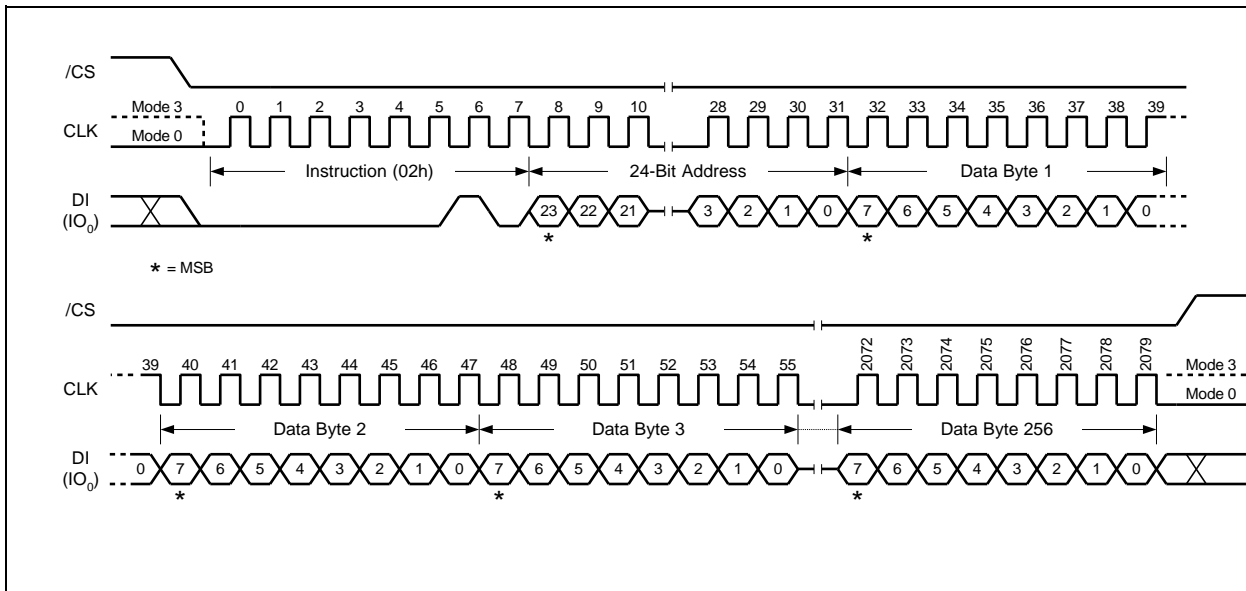 /CS
Mode 3 0 1 2 3 4 5 6 7 8 9 10 28 29 30 31 32 33 34 35 36 37 38 39
CLK
Mode 0
Instruction (02h) 24-Bit Address Data Byte 1
DI
(IO0) 23 22 21 3 2 1 0 7 6 5 4 3 2 1 0
* *
* = MSB
/CS
39 40 41 42 43 44 45 46 47 48 49 50 51 52 53 54 55 2072 2073 2074 2075 2076 2077 2078 2079 Mode 3
CLK
Mode 0
Data Byte 2 Data Byte 3 Data Byte 256
DI
(IO0) 0 7 6 5 4 3 2 1 0 7 6 5 4 3 2 1 0 7 6 5 4 3 2 1 0
* * *